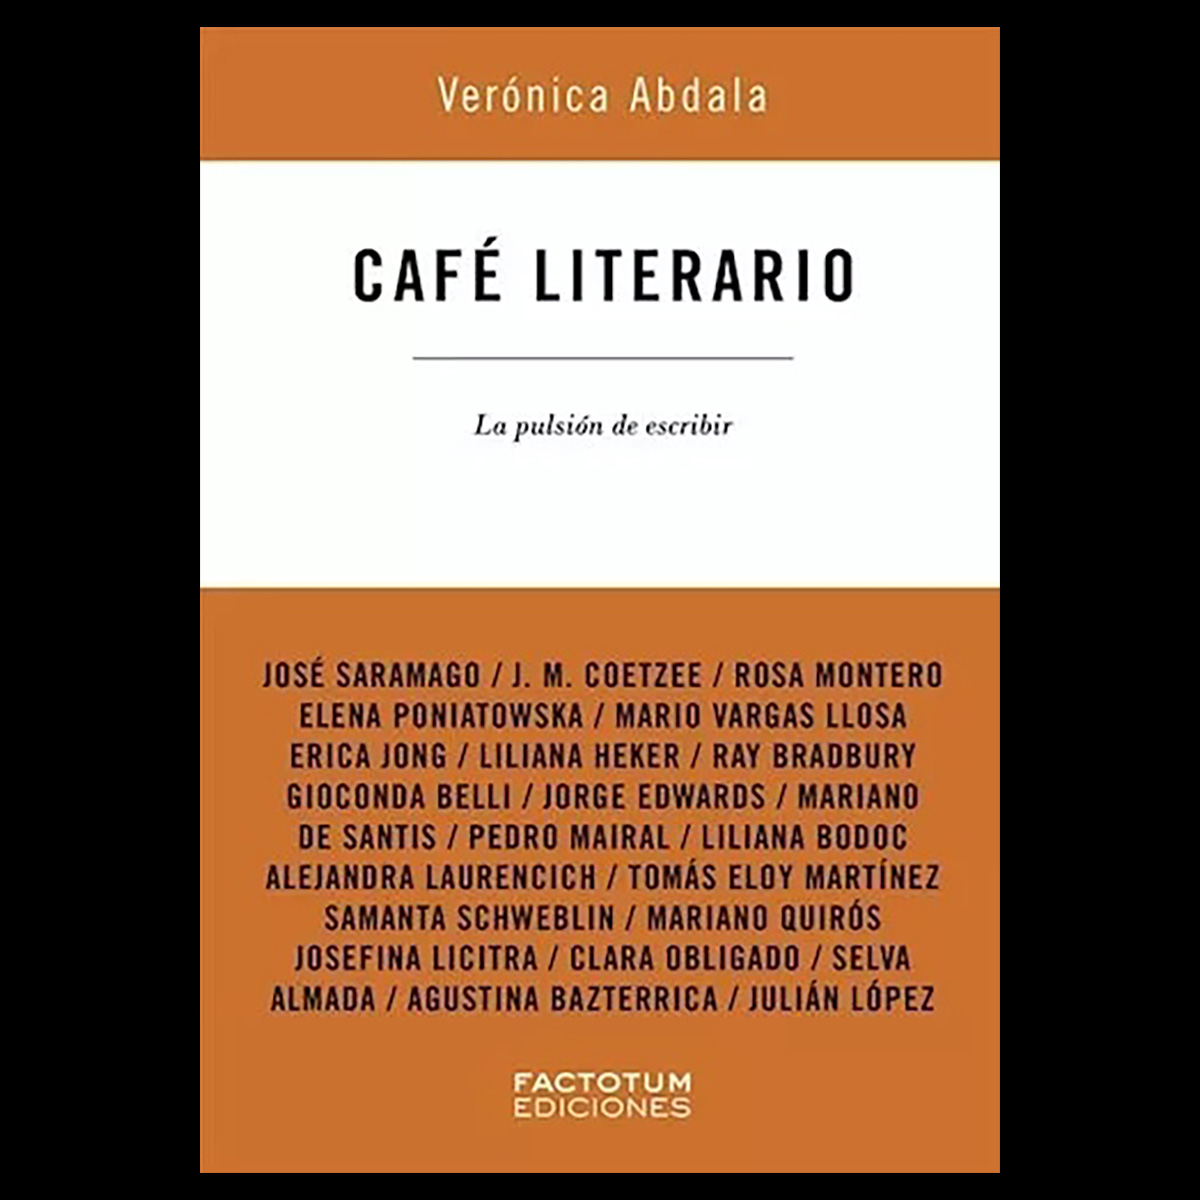 Verónica Abdala
CAFÉ LITERARIO
La pulsión de escribir
JOSÉ SARAMAGO / J. M. COETZEE / ROSA MONTERO
ELENA PONIATOWSKA / MARIO VARGAS LLOSA
ERICA JONG / LILIANA HEKER / RAY BRADBURY
GIOCONDA BELLI / JORGE EDWARDS / MARIANO
DE SANTIS / PEDRO MAIRAL / LILIANA BODOC
ALEJANDRA LAURENCICH / TOMÁS ELOY MARTÍNEZ
SAMANTA SCHWEBLIN / MARIANO QUIRÓS
JOSEFINA LICITRA / CLARA OBLIGADO / SELVA
ALMADA / AGUSTINA BAZTERRICA / JULIÁN LÓPEZ
FACTOTUM
EDICIONES